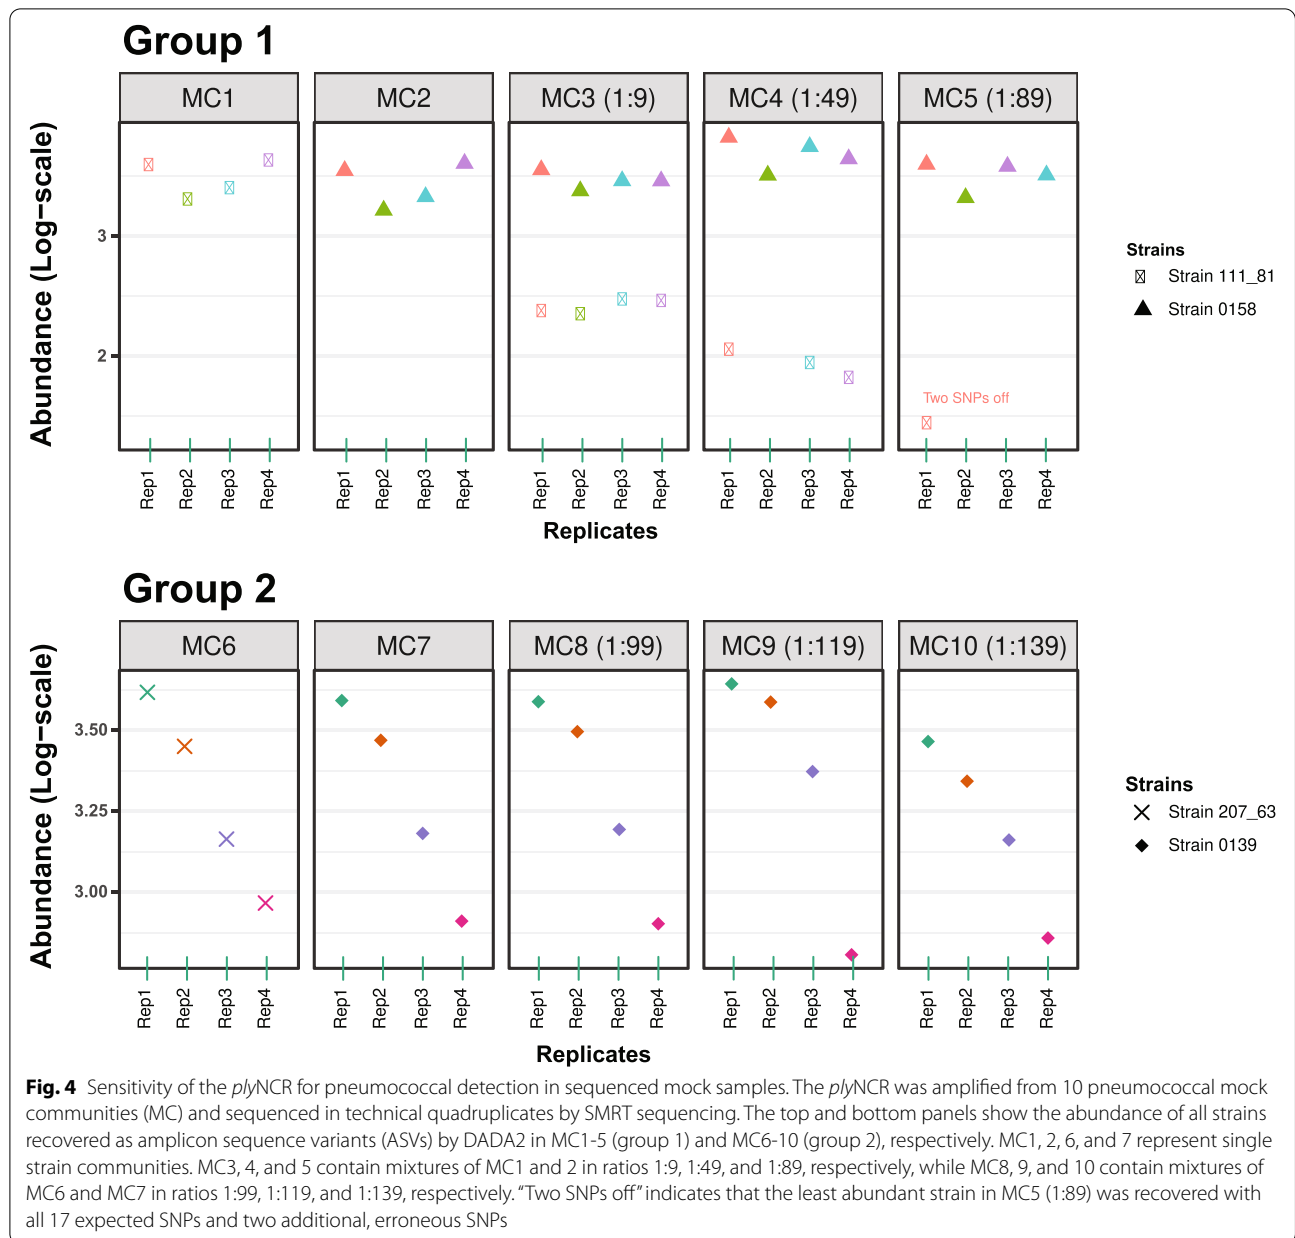 Group 1
MC1 MC2 MC3 (1:9) MC4 (1:49) MC5 (1:89)
Abundance (Log−scale)
3
2
Two SNPs off
Strains
Strain 111_81
Strain 0158
Rep1 Rep2 Rep3 Rep4 Rep1 Rep2 Rep3 Rep4 Rep1 Rep2 Rep3 Rep4 Rep1 Rep2 Rep3 Rep4 Rep1 Rep2 Rep3 Rep4
Replicates
Group 2
MC6 MC7 MC8 (1:99) MC9 (1:119) MC10 (1:139)
Abundance (Log−scale)
3.50
3.25
3.00
Strains
Strain 207_63
Strain 0139
Rep1 Rep2 Rep3 Rep4 Rep1 Rep2 Rep3 Rep4 Rep1 Rep2 Rep3 Rep4 Rep1 Rep2 Rep3 Rep4 Rep1 Rep2 Rep3 Rep4
Replicates
Fig. 4 Sensitivity of the plyNCR for pneumococcal detection in sequenced mock samples. The plyNCR was amplified from 10 pneumococcal mock
communities (MC) and sequenced in technical quadruplicates by SMRT sequencing. The top and bottom panels show the abundance of all strains
recovered as amplicon sequence variants (ASVs) by DADA2 in MC1-5 (group 1) and MC6-10 (group 2), respectively. MC1, 2, 6, and 7 represent single
strain communities. MC3, 4, and 5 contain mixtures of MC1 and 2 in ratios 1:9, 1:49, and 1:89, respectively, while MC8, 9, and 10 contain mixtures of
MC6 and MC7 in ratios 1:99, 1:119, and 1:139, respectively. “Two SNPs off” indicates that the least abundant strain in MC5 (1:89) was recovered with
all 17 expected SNPs and two additional, erroneous SNPs